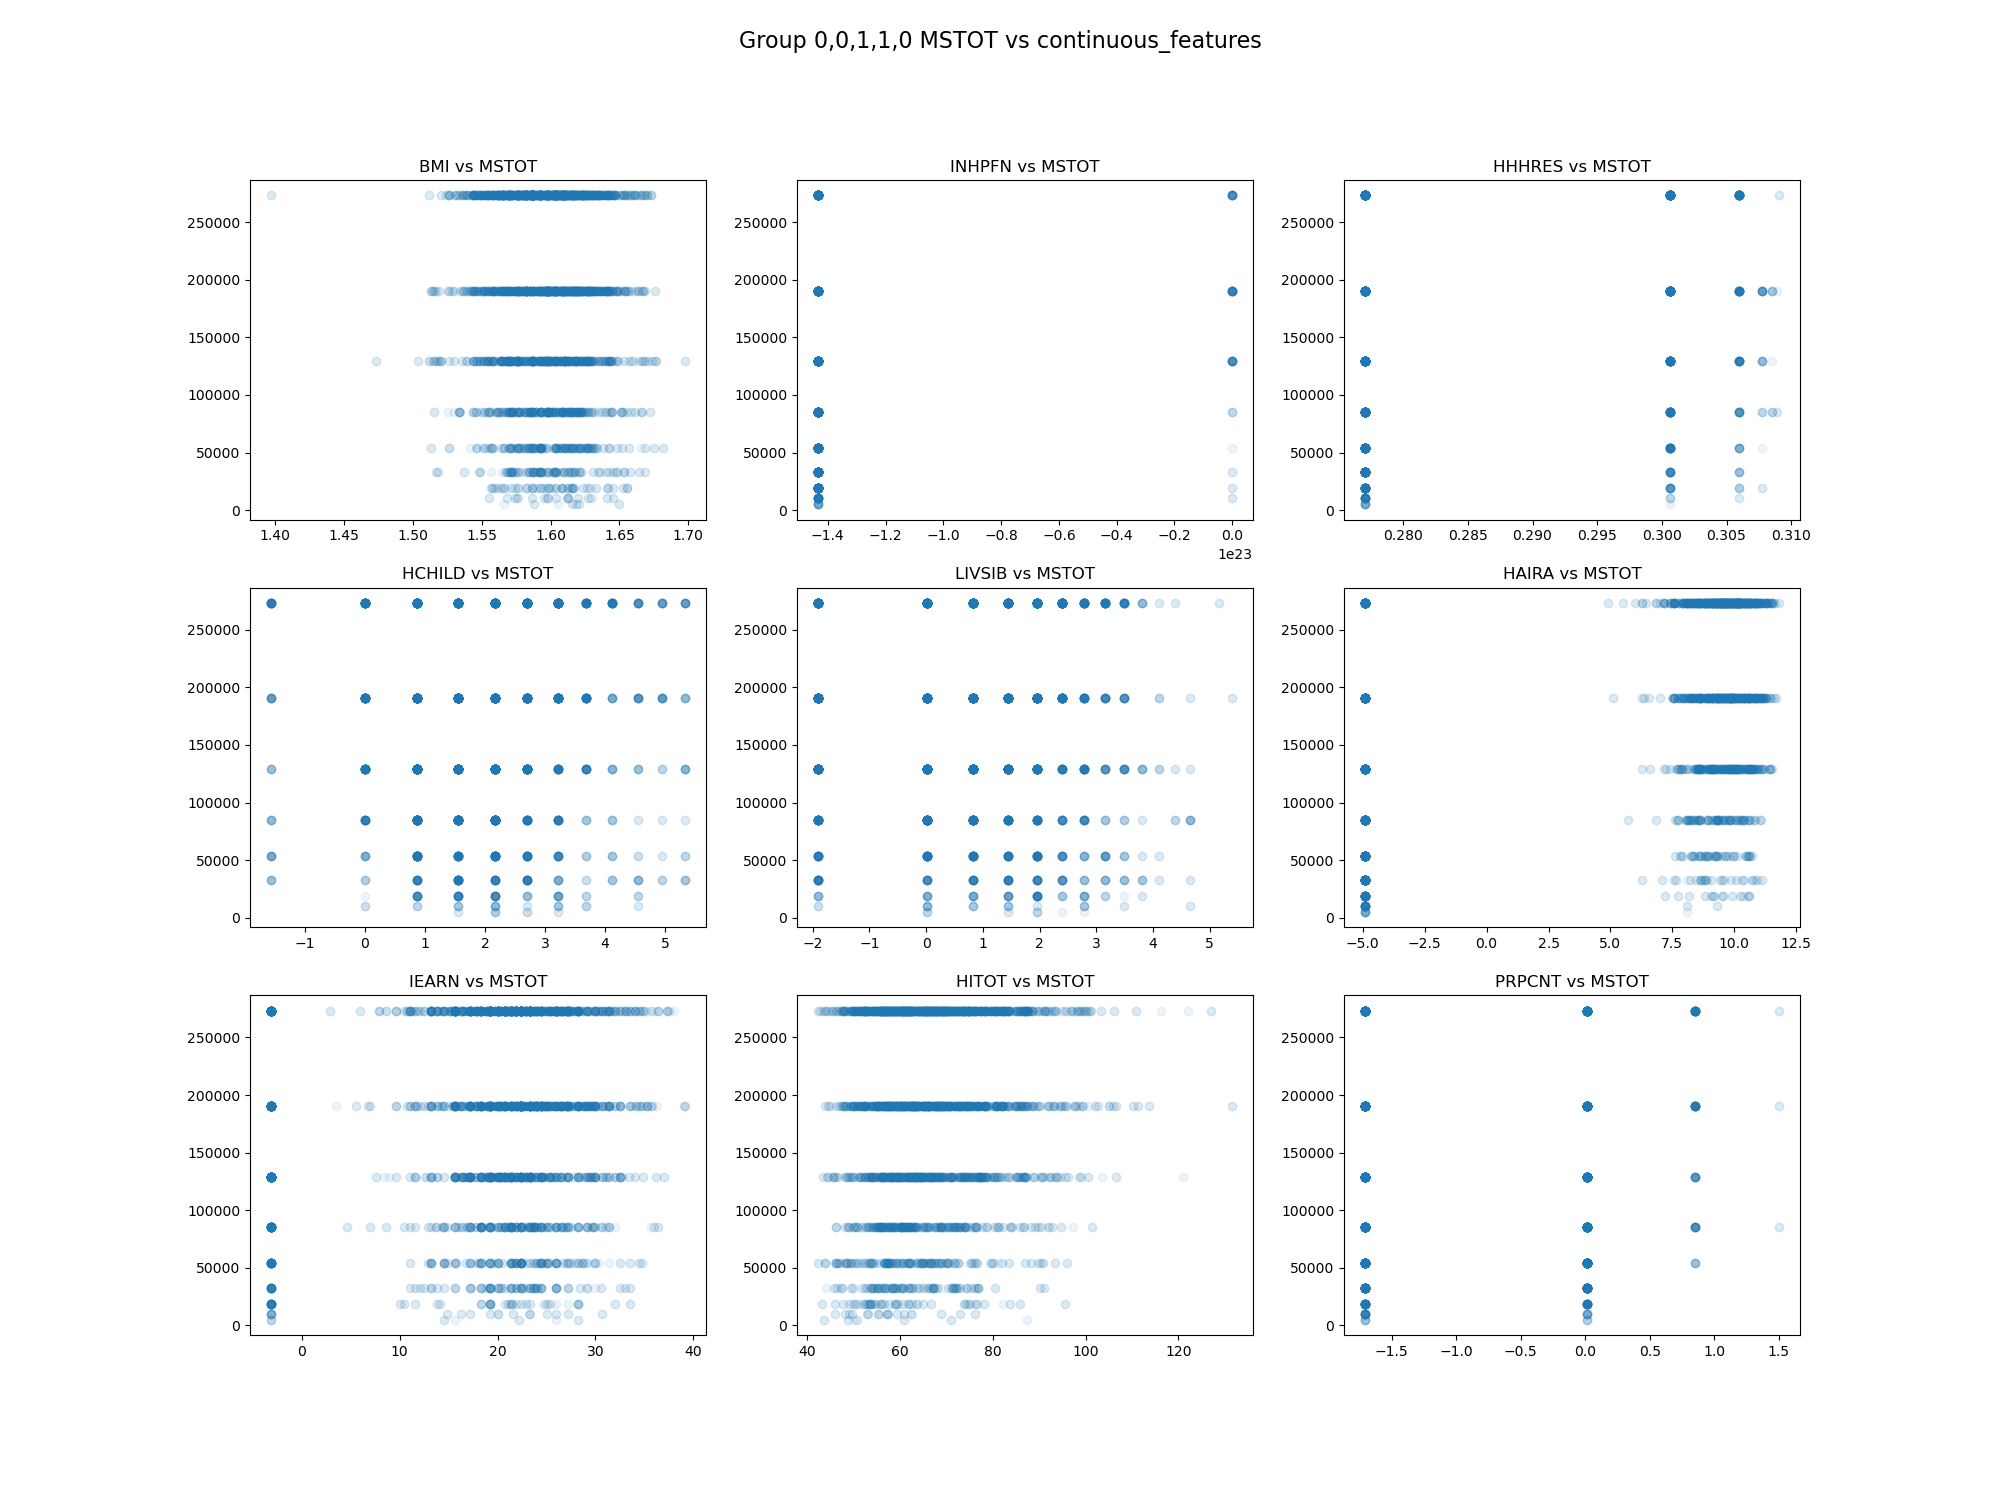 Group 0,0,1,1,0 MSTOT vs continuous_features
BMI vs MSTOT
250000
200000
150000
100000
50000
0
1.40 1.45 1.50 1.55 1.60 1.65 1.70
INHPFN vs MSTOT
250000
200000
150000
100000
50000
0
−1.4 −1.2 −1.0 −0.8 −0.6 −0.4 −0.2 0.0
1e23
HHHRES vs MSTOT
250000
200000
150000
100000
50000
0
0.280 0.285 0.290 0.295 0.300 0.305 0.310
HCHILD vs MSTOT
250000
200000
150000
100000
50000
0
−1 0 1 2 3 4 5
LIVSIB vs MSTOT
250000
200000
150000
100000
50000
0
−2 −1 0 1 2 3 4 5
HAIRA vs MSTOT
250000
200000
150000
100000
50000
0
−5.0 −2.5 0.0 2.5 5.0 7.5 10.0 12.5
IEARN vs MSTOT
250000
200000
150000
100000
50000
0
0 10 20 30 40
HITOT vs MSTOT
250000
200000
150000
100000
50000
0
40 60 80 100 120
PRPCNT vs MSTOT
250000
200000
150000
100000
50000
0
−1.5 −1.0 −0.5 0.0 0.5 1.0 1.5